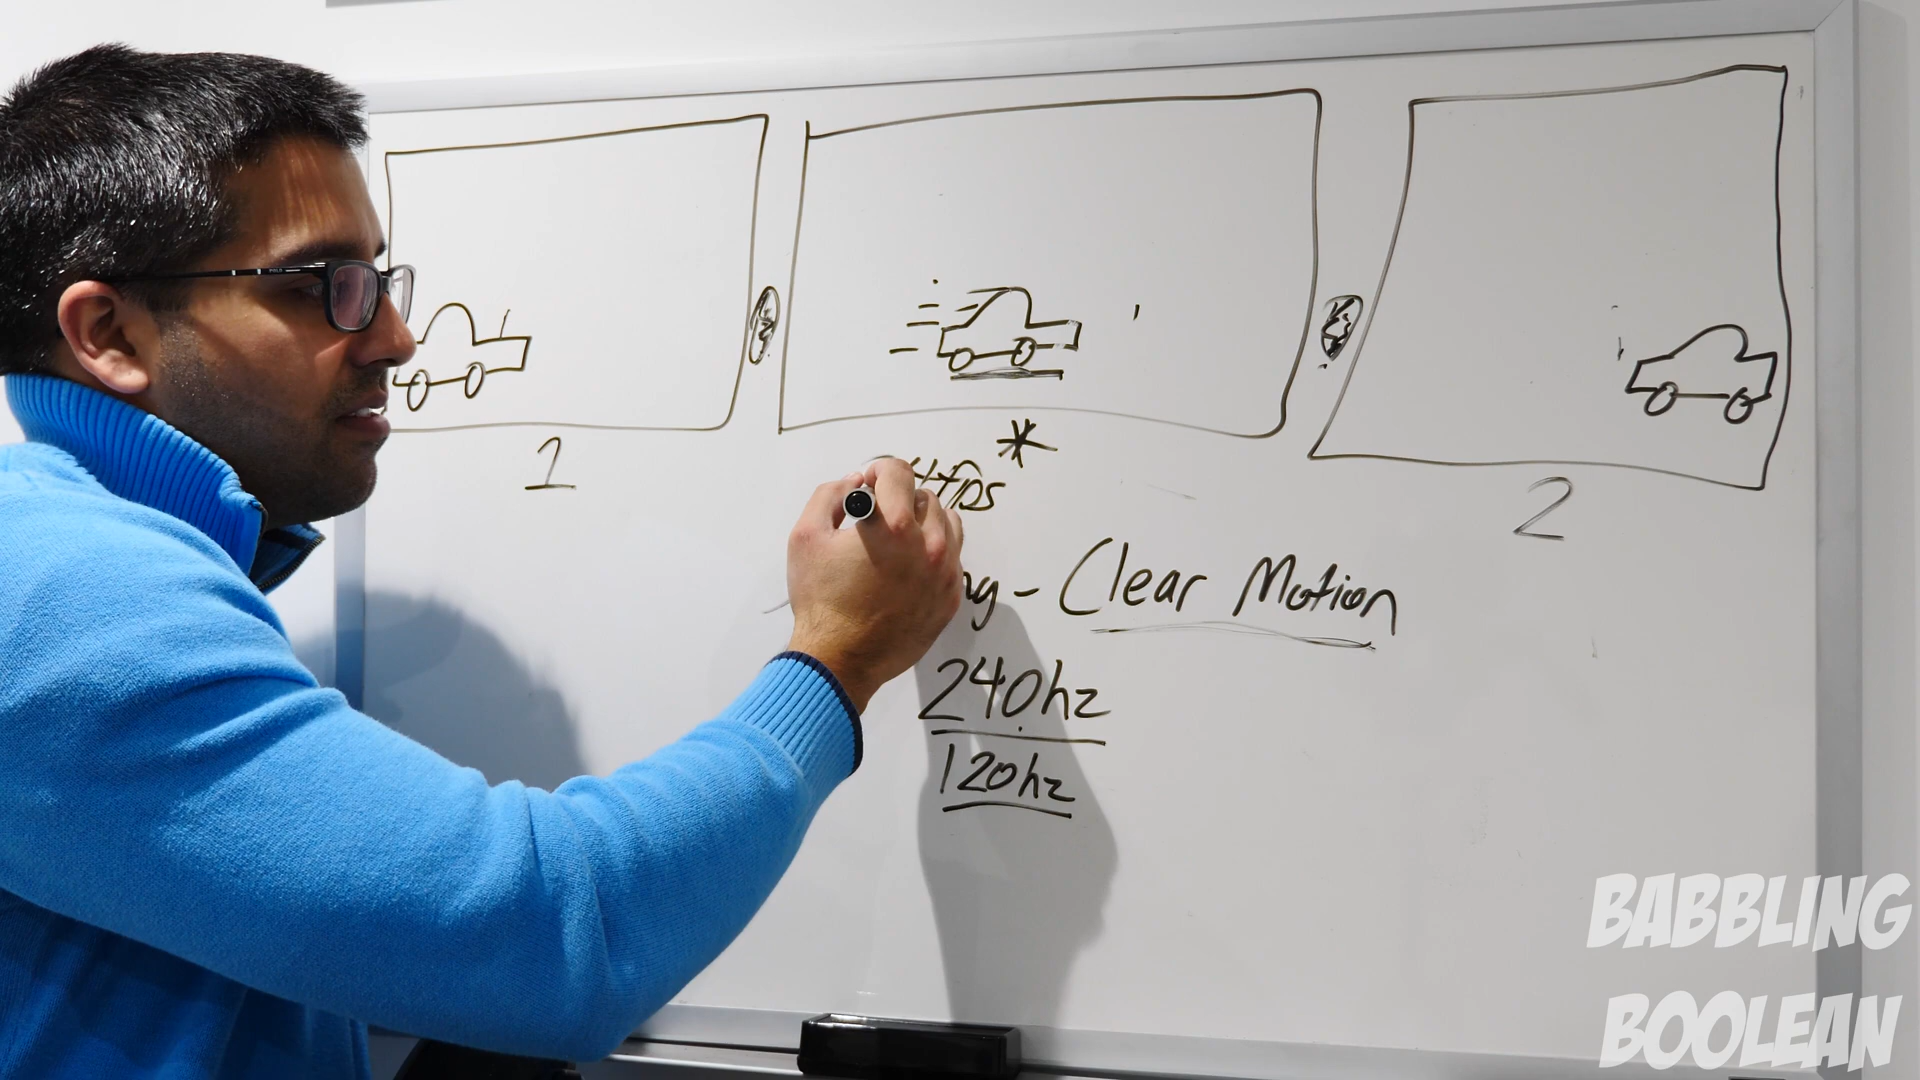 1
*
fps
2
- Clear Motion
240hz
120hz
BABBLING
BOOLEAN